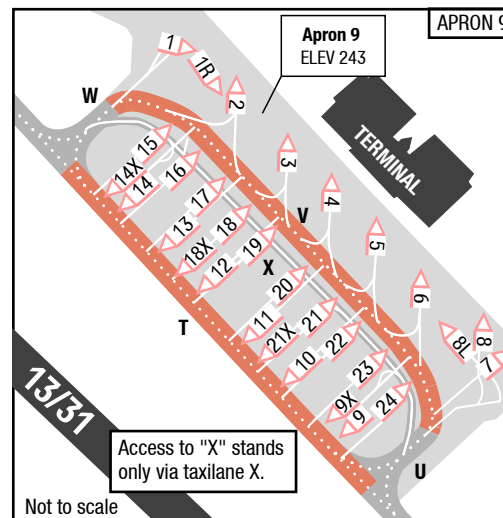 APRON 9
Apron 9
ELEV 243
TERMINAL
1
1R
2
W
3
15
14X
16
14
4
17
V
13
18
18X
5
19
12
X
20
6
T
11
21
21X
22
8
8L
7
10
23
9X
24
9
13/31
Access to "X" stands
only via taxilane X.
U
Not to scale